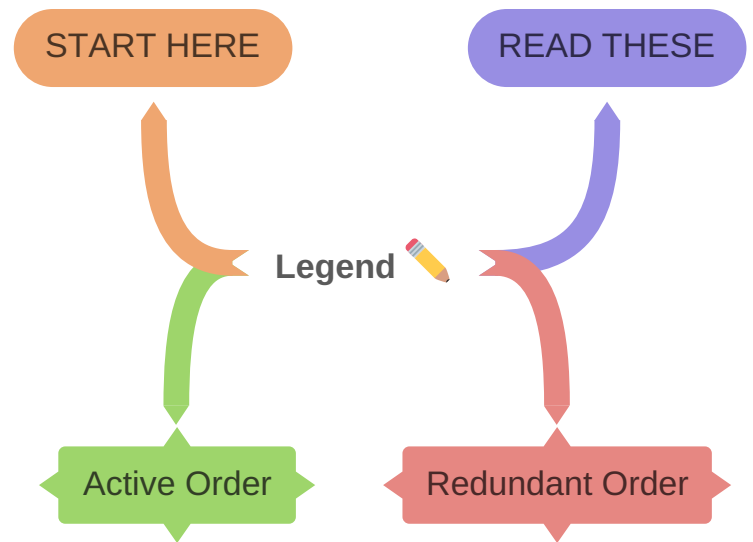 START HERE
READ THESE
Legend
Active Order
Redundant Order